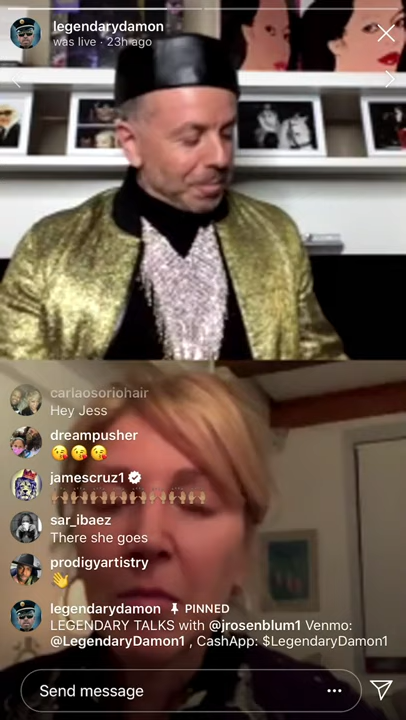 legendarydamon
was live · 23h ago
carlaosoriohair
Hey Jess
dreampusher
😘😘😘
jamescruz1
🙌🏽🙌🏽🙌🏽🙌🏽🙌🏽🙌🏽🙌🏽🙌🏽🙌🏽🙌🏽🙌🏽
sar_ibaez
There she goes
prodigyartistry
👋
legendarydamon PINNED
LEGENDARY TALKS with @jrosenblum1 Venmo:
@LegendaryDamon1 , CashApp: $LegendaryDamon1
Send message